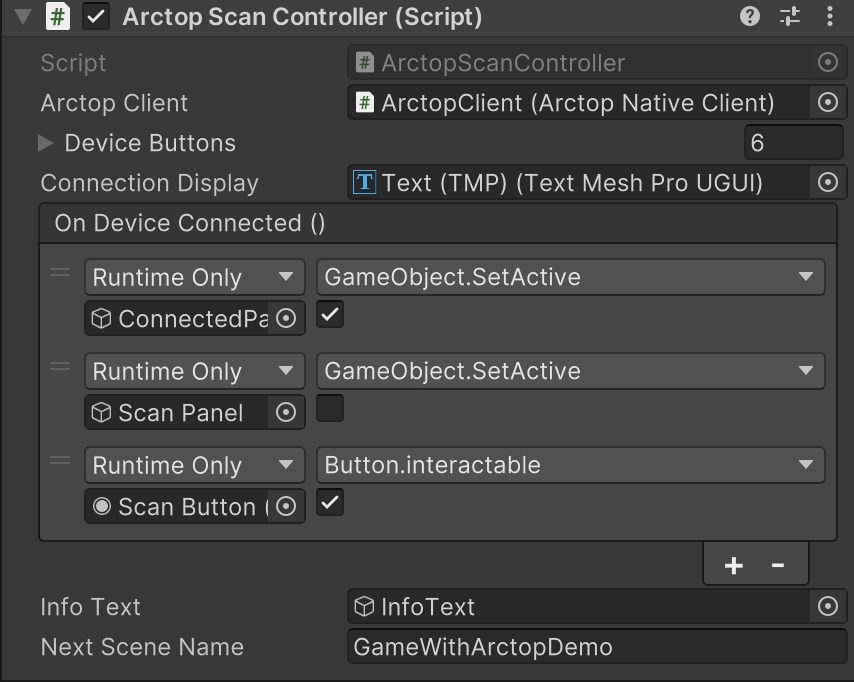 # Arctop Scan Controller (Script) ?
Script # ArctopScanController
Arctop Client # ArctopClient (Arctop Native Client)
Device Buttons 6
Connection Display T Text (TMP) (Text Mesh Pro UGUI)
On Device Connected ()
Runtime Only GameObject.SetActive
ConnectedPa
Runtime Only GameObject.SetActive
Scan Panel
Runtime Only Button.interactable
Scan Button (
+ -
Info Text InfoText
Next Scene Name GameWithArctopDemo